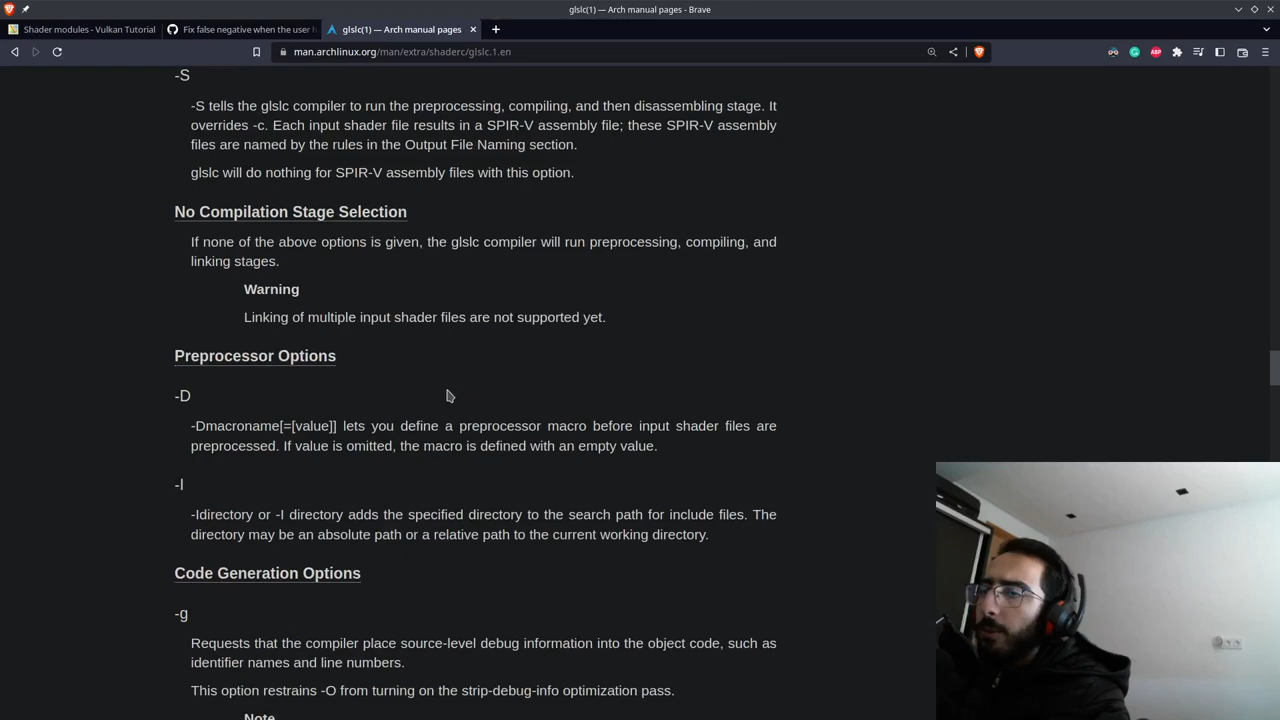 glslc(1) — Arch manual pages - Brave
Shader modules - Vulkan Tutorial
Fix false negative when the user h
glslc(1) — Arch manual pages
man.archlinux.org/man/extra/shaderc/glslc.1.en
-S
-S tells the glslc compiler to run the preprocessing, compiling, and then disassembling stage. It
overrides -c. Each input shader file results in a SPIR-V assembly file; these SPIR-V assembly
files are named by the rules in the Output File Naming section.
glslc will do nothing for SPIR-V assembly files with this option.
No Compilation Stage Selection
If none of the above options is given, the glslc compiler will run preprocessing, compiling, and
linking stages.
Warning
Linking of multiple input shader files are not supported yet.
Preprocessor Options
-D
-Dmacroname[=[value]] lets you define a preprocessor macro before input shader files are
preprocessed. If value is omitted, the macro is defined with an empty value.
-I
-Idirectory or -I directory adds the specified directory to the search path for include files. The
directory may be an absolute path or a relative path to the current working directory.
Code Generation Options
-g
Requests that the compiler place source-level debug information into the object code, such as
identifier names and line numbers.
This option restrains -O from turning on the strip-debug-info optimization pass.
Note